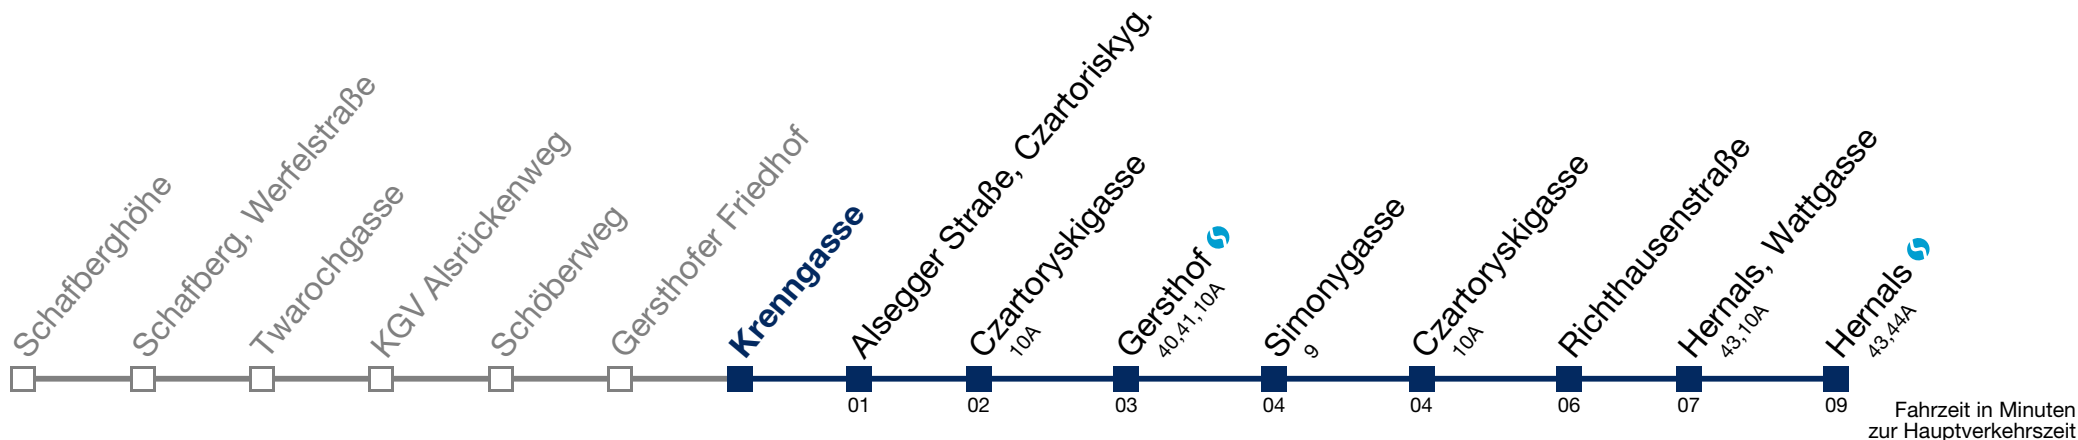 Schafberghöhe
Schafberg, Werfelstraße
Twarochgasse
KGV Alsrückenweg
Schöberweg
Gersthofer Friedhof
Krenngasse
Alsegger Straße, Czartoriskyg.
01
Czartoryskigasse
10A
02
Gersthof
40,41,10A
03
Simonygasse
9
04
Czartoryskigasse
10A
04
Richthausenstraße
06
Hernals, Wattgasse
43,10A
07
Hernals
43,44A
09
Fahrzeit in Minuten
zur Hauptverkehrszeit